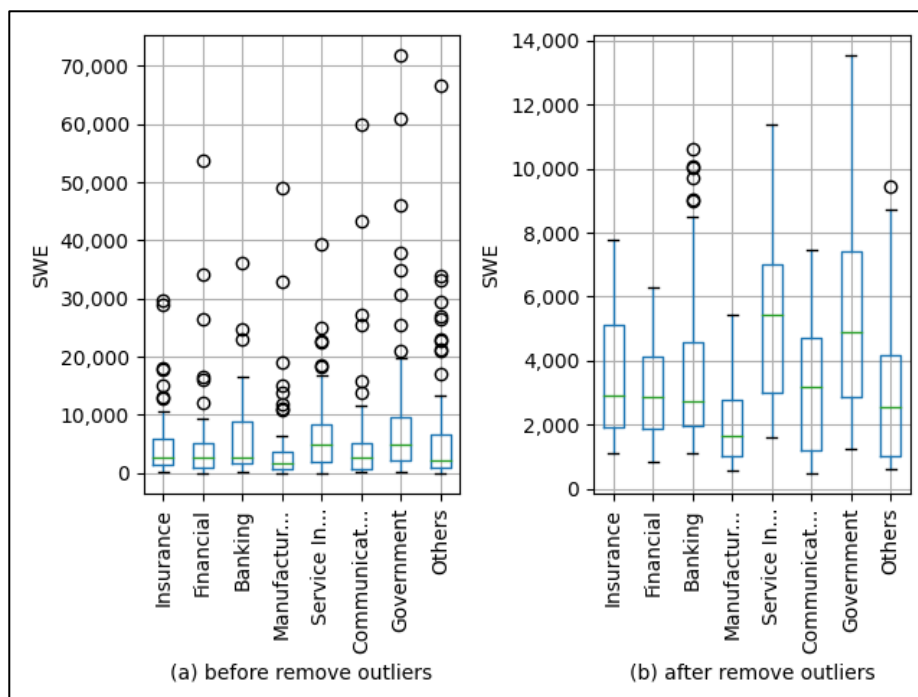 SWE
70,000
60,000
50,000
40,000
30,000
20,000
10,000
0
Insurance
Financial
Banking
Manufactur...
Service In...
Communicat...
Government
Others
(a) before remove outliers
SWE
14,000
12,000
10,000
8,000
6,000
4,000
2,000
0
Insurance
Financial
Banking
Manufactur...
Service In...
Communicat...
Government
Others
(b) after remove outliers